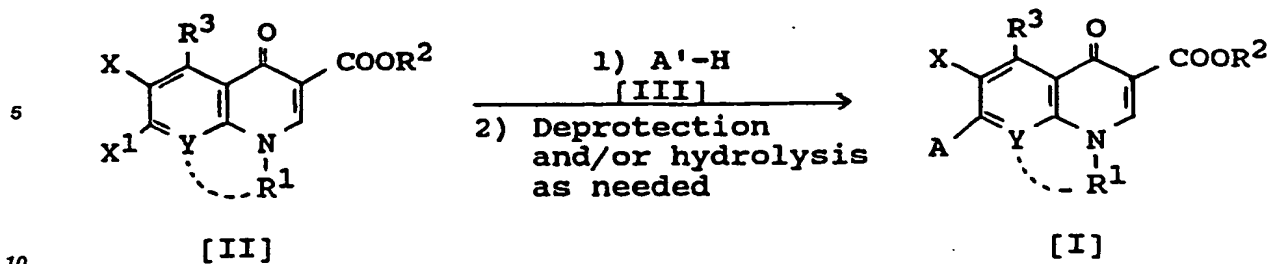 R³ O
X COOR²
5
X¹ Y N
R¹
[II]
10
1) A'-H
[III]
2) Deprotection
and/or hydrolysis
as needed
R³ O
X COOR²
A Y N
R¹
[I]